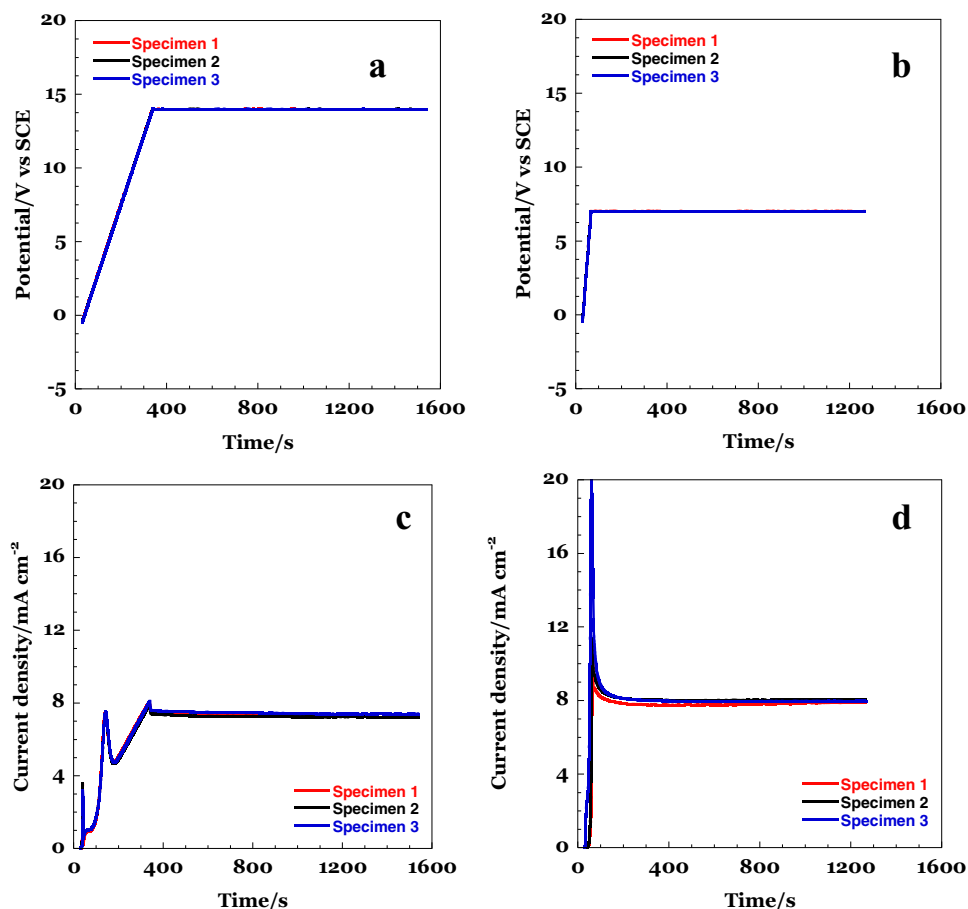 20
15
10
5
0
-5
Potential/V vs SCE
Specimen 1
Specimen 2
Specimen 3
a
0 400 800 1200 1600
Time/s
20
15
10
5
0
-5
Potential/V vs SCE
Specimen 1
Specimen 2
Specimen 3
b
0 400 800 1200 1600
Time/s
20
16
12
8
4
0
Current density/mA cm⁻²
c
Specimen 1
Specimen 2
Specimen 3
0 400 800 1200 1600
Time/s
20
16
12
8
4
0
Current density/mA cm⁻²
d
Specimen 1
Specimen 2
Specimen 3
0 400 800 1200 1600
Time/s